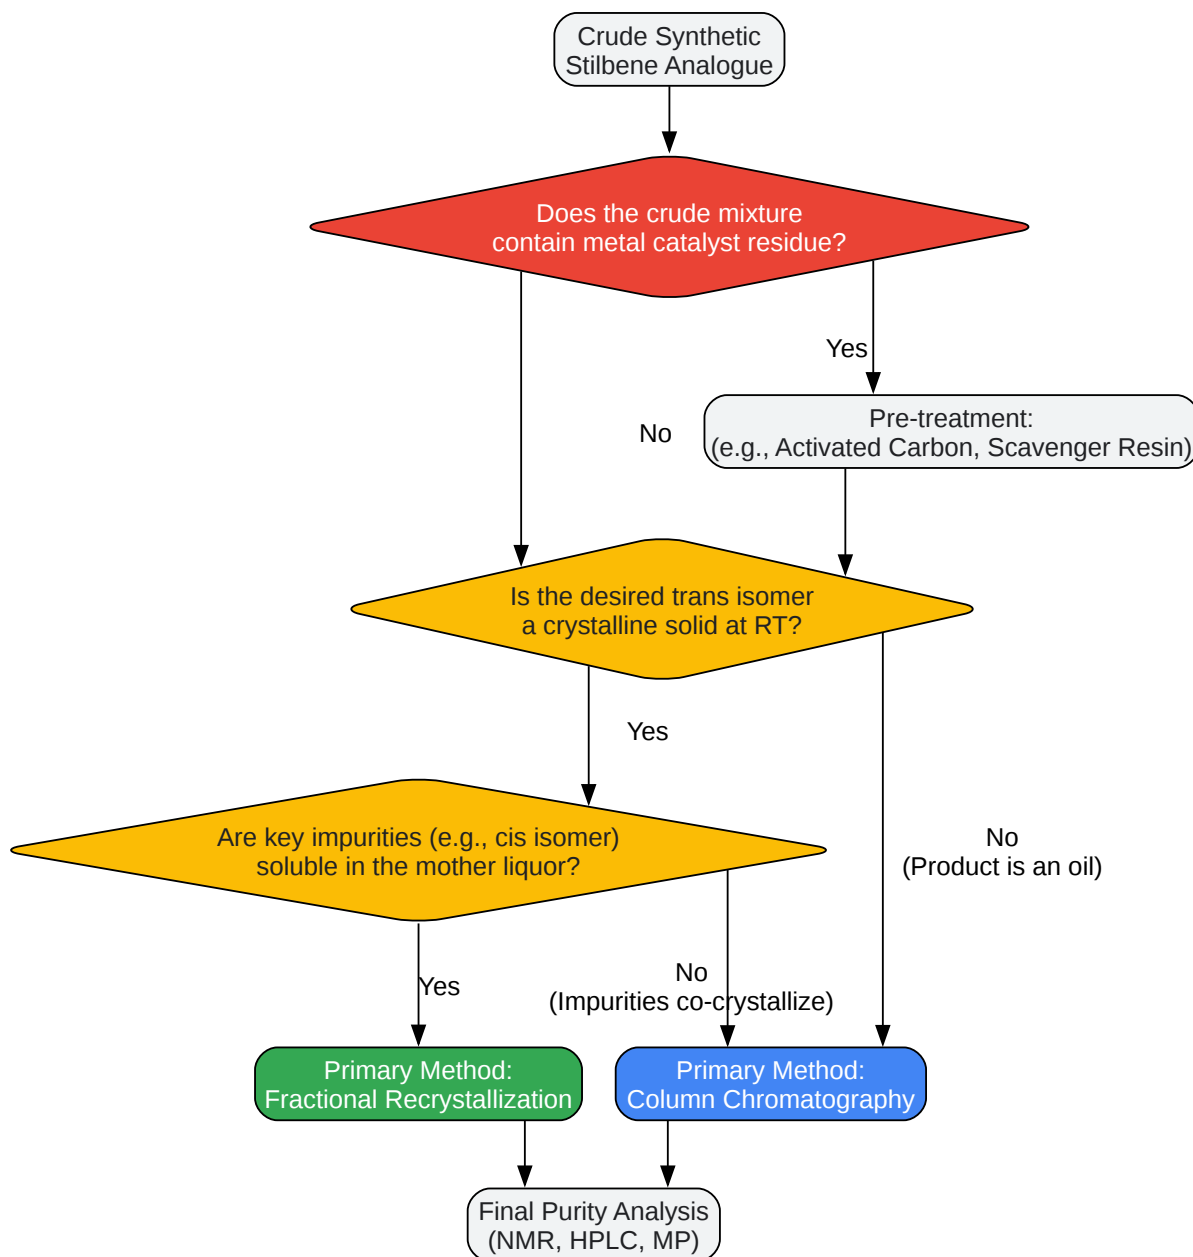 Crude Synthetic
Stilbene Analogue
Does the crude mixture
contain metal catalyst residue?
Yes
No
Pre-treatment:
(e.g., Activated Carbon, Scavenger Resin)
Is the desired trans isomer
a crystalline solid at RT?
Yes
Are key impurities (e.g., cis isomer)
soluble in the mother liquor?
No
(Product is an oil)
Yes
No
(Impurities co-crystallize)
Primary Method:
Fractional Recrystallization
Primary Method:
Column Chromatography
Final Purity Analysis
(NMR, HPLC, MP)